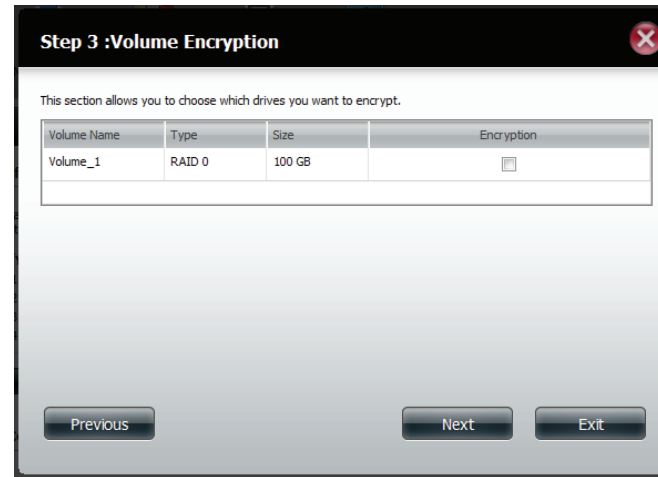 Step 3 :Volume Encryption
This section allows you to choose which drives you want to encrypt.
Volume Name Type Size Encryption
Volume_1 RAID 0 100 GB
Previous Next Exit